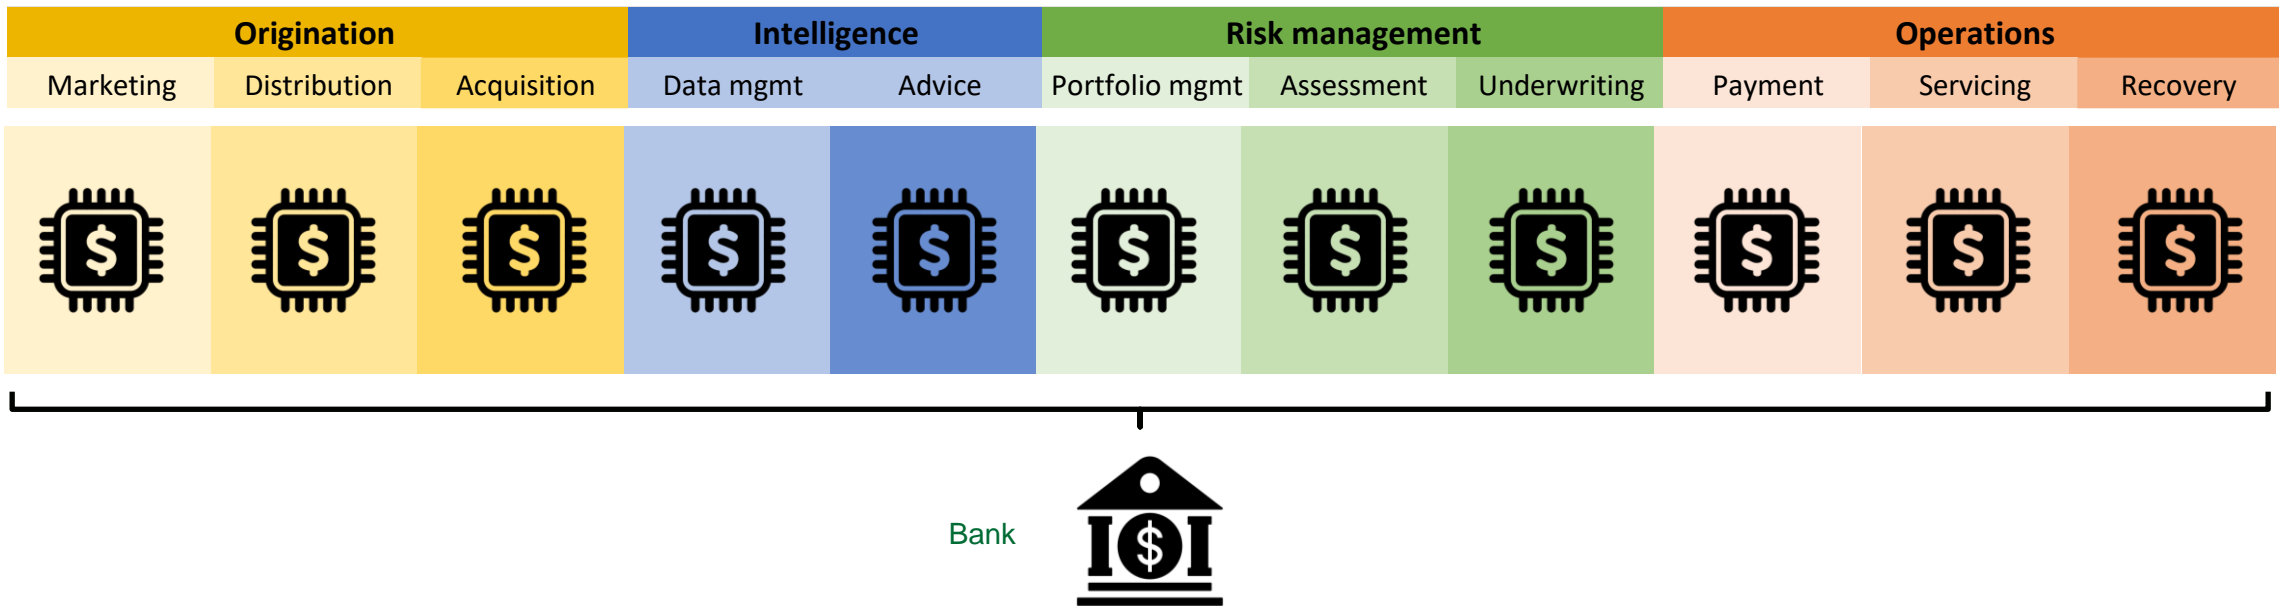 Origination Intelligence Risk management Operations
Marketing Distribution Acquisition Data mgmt Advice Portfolio mgmt Assessment Underwriting Payment Servicing Recovery
$ $ $ $ $ $ $ $ $ $ $
Bank
$